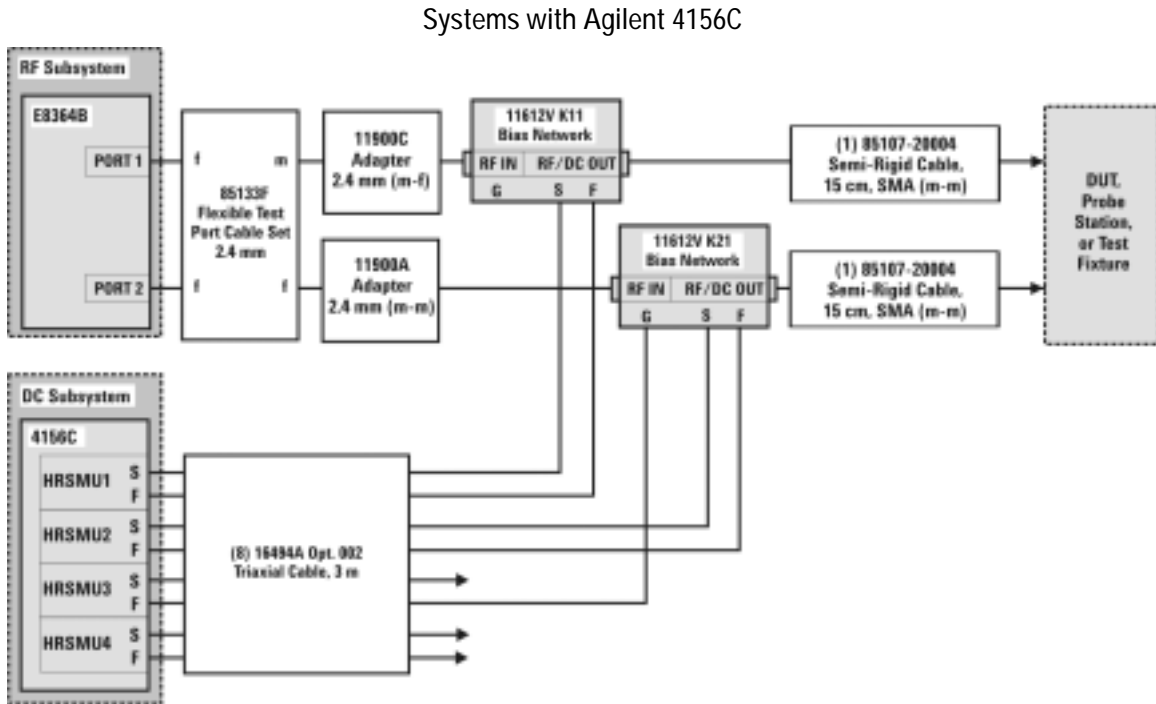 Systems with Agilent 4156C
RF Subsystem
E8364B
PORT 1
PORT 2
f
m
85133F
Flexible Test
Port Cable Set
2.4 mm
f
f
11900C
Adapter
2.4 mm (m-f)
11900A
Adapter
2.4 mm (m-m)
11612V K11
Bias Network
RF IN
RF/DC OUT
G
S
F
11612V K21
Bias Network
RF IN
RF/DC OUT
G
S
F
(1) 85107-20004
Semi-Rigid Cable,
15 cm, SMA (m-m)
(1) 85107-20004
Semi-Rigid Cable,
15 cm, SMA (m-m)
DUT,
Probe
Station,
or Test
Fixture
DC Subsystem
4156C
HRSMU1
S
F
HRSMU2
S
F
HRSMU3
S
F
HRSMU4
S
F
(8) 16494A Opt. 002
Triaxial Cable, 3 m